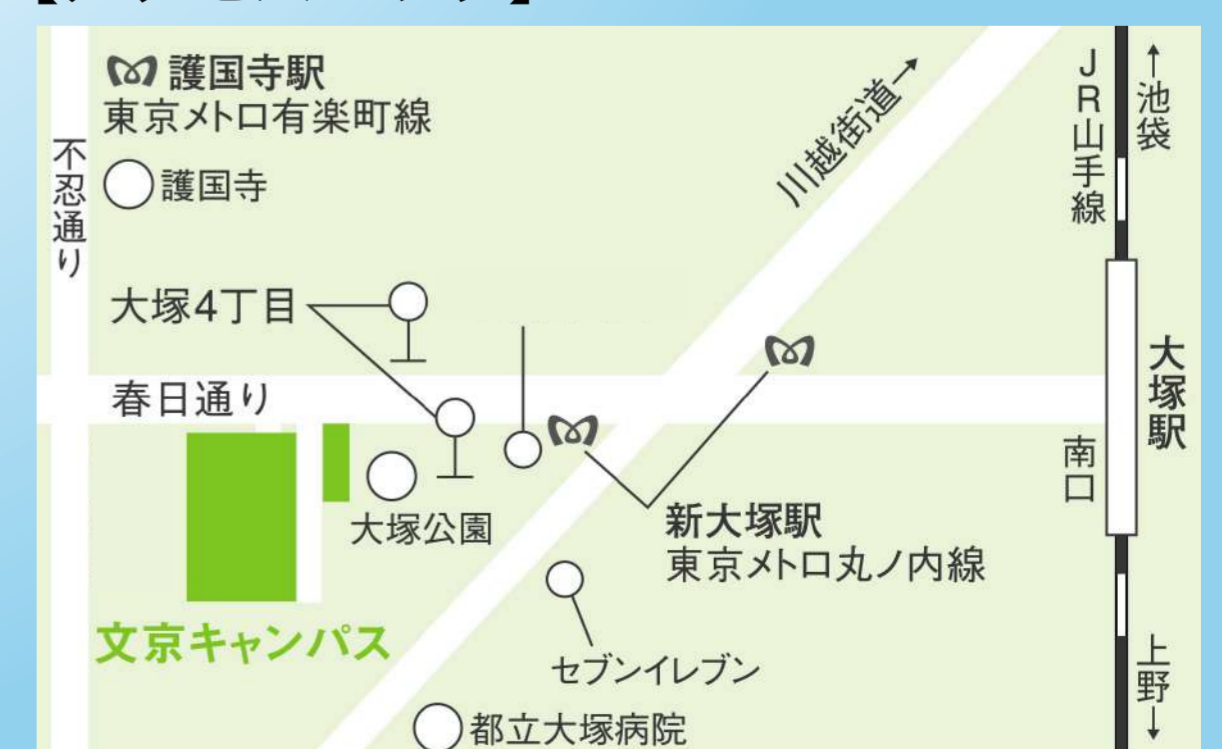 護国寺駅
東京メトロ有楽町線
不忍通り
護国寺
川越街道→
JR山手線
↑池袋
大塚4丁目
春日通り
大塚駅
南口
大塚公園
新大塚駅
東京メトロ丸ノ内線
文京キャンパス
セブンイレブン
上野↓
都立大塚病院